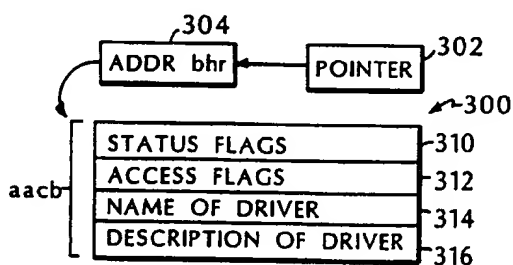 304
302
ADDR bhr
POINTER
300
STATUS FLAGS
310
ACCESS FLAGS
312
aacb
NAME OF DRIVER
314
DESCRIPTION OF DRIVER
316